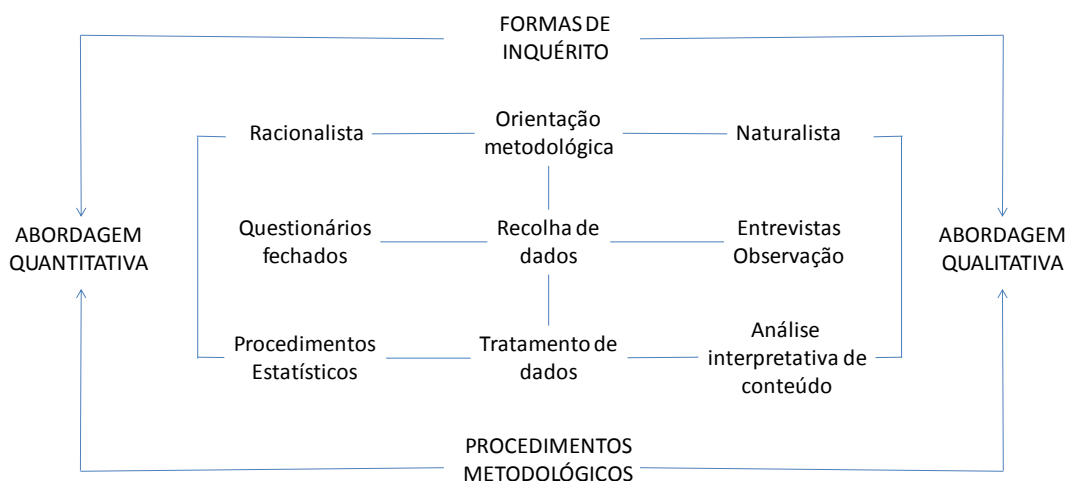 FORMAS DE
INQUÉRITO
Racionalista
Orientação
metodológica
Naturalista
ABORDAGEM
QUANTITATIVA
Questionários
fechados
Recolha de
dados
Entrevistas
Observação
ABORDAGEM
QUALITATIVA
Procedimentos
Estatísticos
Tratamento de
dados
Análise
interpretativa de
conteúdo
PROCEDIMENTOS
METODOLÓGICOS